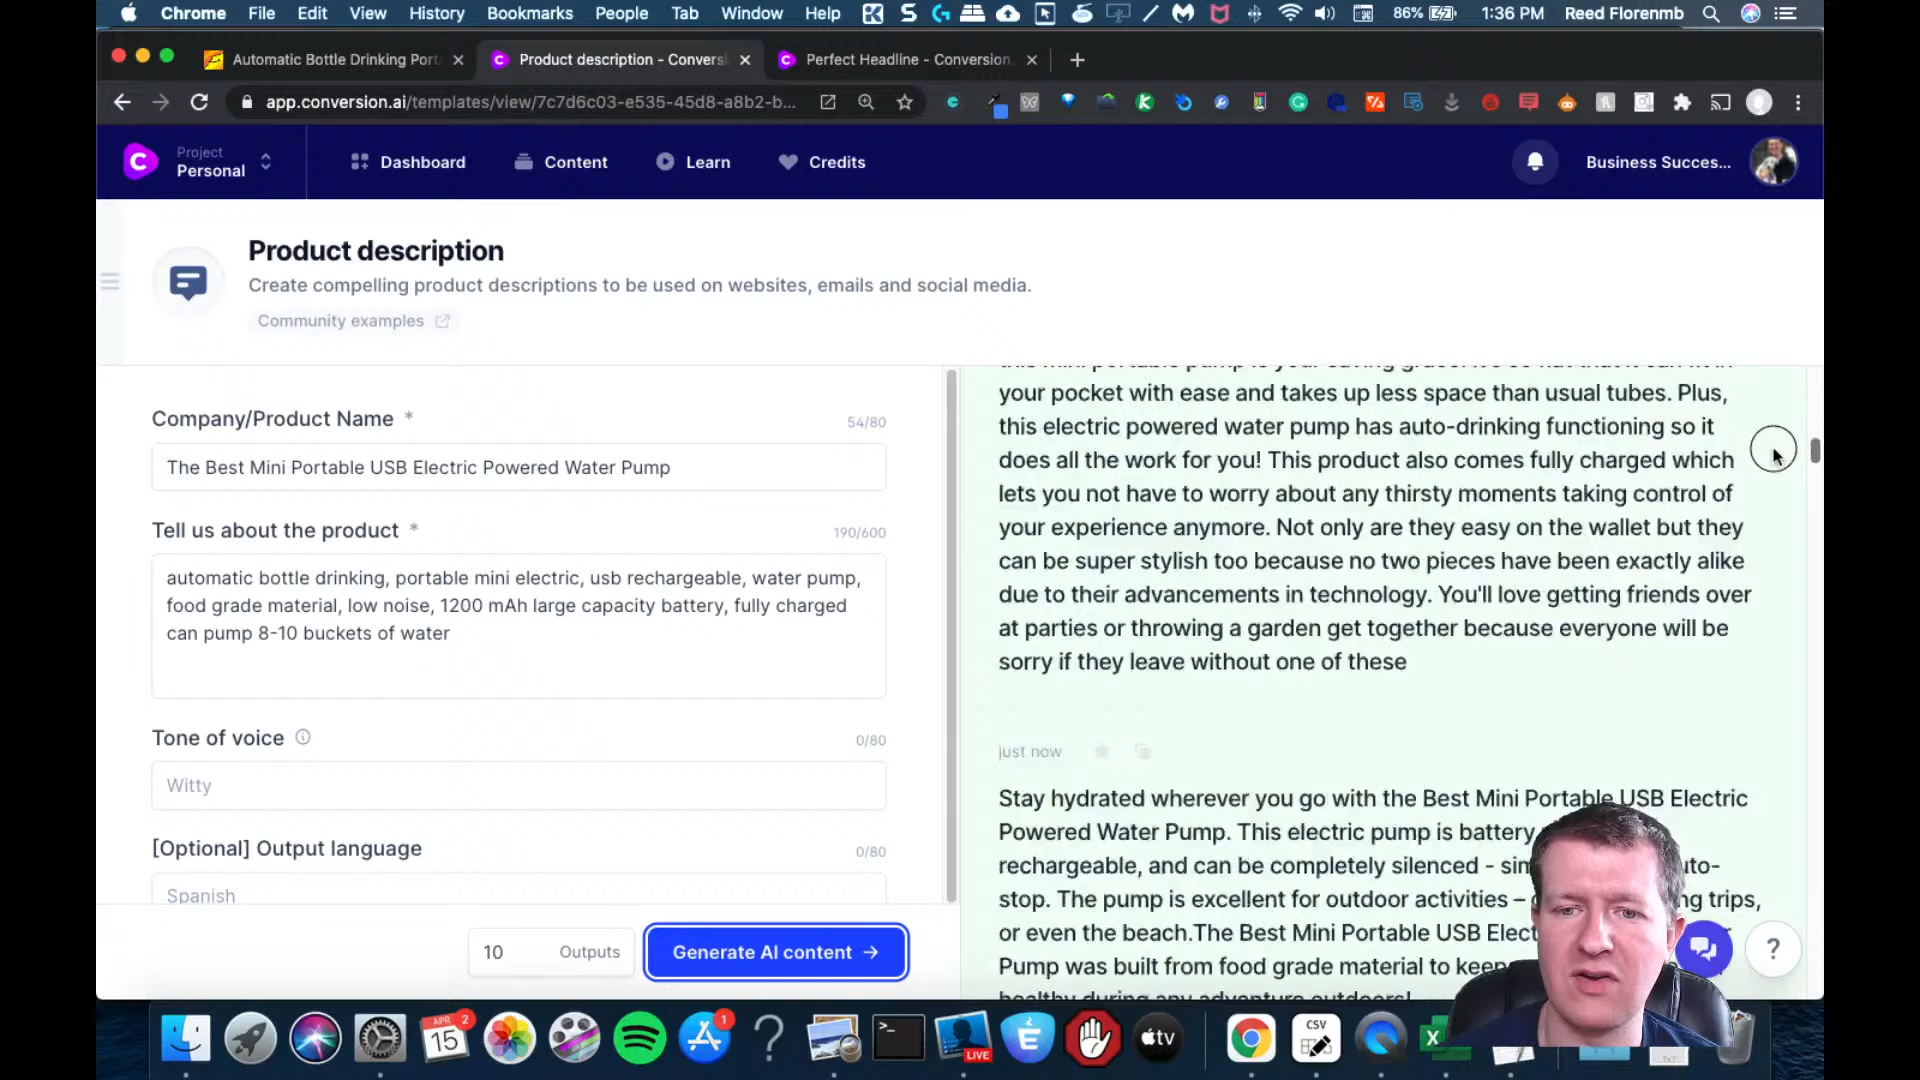 Chrome File Edit View History Bookmarks People Tab Window Help 86% 1:36 PM Reed Florenmb
Automatic Bottle Drinking Port
Product description - Conversi
Perfect Headline - Conversion
app.conversion.ai/templates/view/7c7d6c03-e535-45d8-a8b2-b...
Project
Personal
Dashboard
Content
Learn
Credits
Business Succes...
Product description
Create compelling product descriptions to be used on websites, emails and social media.
Community examples
Company/Product Name *
54/80
The Best Mini Portable USB Electric Powered Water Pump
Tell us about the product *
190/600
automatic bottle drinking, portable mini electric, usb rechargeable, water pump,
food grade material, low noise, 1200 mAh large capacity battery, fully charged
can pump 8-10 buckets of water
Tone of voice
0/80
Witty
[Optional] Output language
0/80
Spanish
10 Outputs
Generate AI content →
your pocket with ease and takes up less space than usual tubes. Plus,
this electric powered water pump has auto-drinking functioning so it
does all the work for you! This product also comes fully charged which
lets you not have to worry about any thirsty moments taking control of
your experience anymore. Not only are they easy on the wallet but they
can be super stylish too because no two pieces have been exactly alike
due to their advancements in technology. You'll love getting friends over
at parties or throwing a garden get together because everyone will be
sorry if they leave without one of these
just now
Stay hydrated wherever you go with the Best Mini Portable USB Electric
Powered Water Pump. This electric pump is battery
rechargeable, and can be completely silenced - uto-
stop. The pump is excellent for outdoor activities – ng trips,
or even the beach.The Best Mini Portable USB Elect
Pump was built from food grade material to keep
healthy during any adventure outdoors!
?
APR 2
15
1
?
>_
LIVE
tv
CSV
X